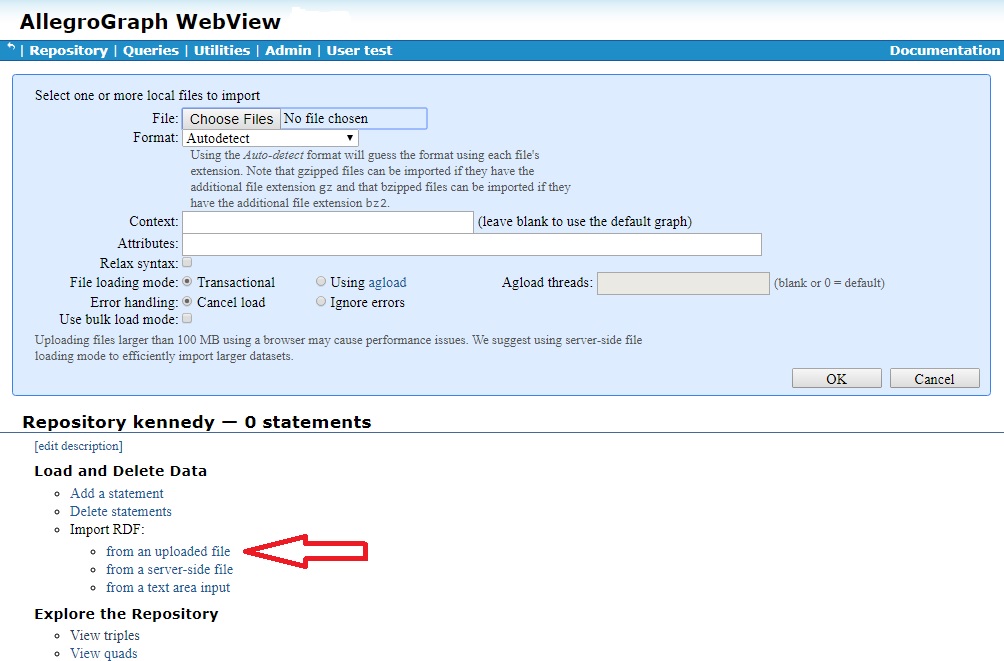 AllegroGraph WebView
| Repository | Queries | Utilities | Admin | User test Documentation
Select one or more local files to import
File: Choose Files No file chosen
Format: Autodetect
Using the Auto-detect format will guess the format using each file's
extension. Note that gzipped files can be imported if they have the
additional file extension gz and that bzipped files can be imported if they
have the additional file extension bz2.
Context: (leave blank to use the default graph)
Attributes:
Relax syntax:
File loading mode: Transactional Using agload Agload threads: (blank or 0 = default)
Error handling: Cancel load Ignore errors
Use bulk load mode:
Uploading files larger than 100 MB using a browser may cause performance issues. We suggest using server-side file
loading mode to efficiently import larger datasets.
OK Cancel
Repository kennedy — 0 statements
[edit description]
Load and Delete Data
Add a statement
Delete statements
Import RDF:
from an uploaded file
from a server-side file
from a text area input
Explore the Repository
View triples
View quads